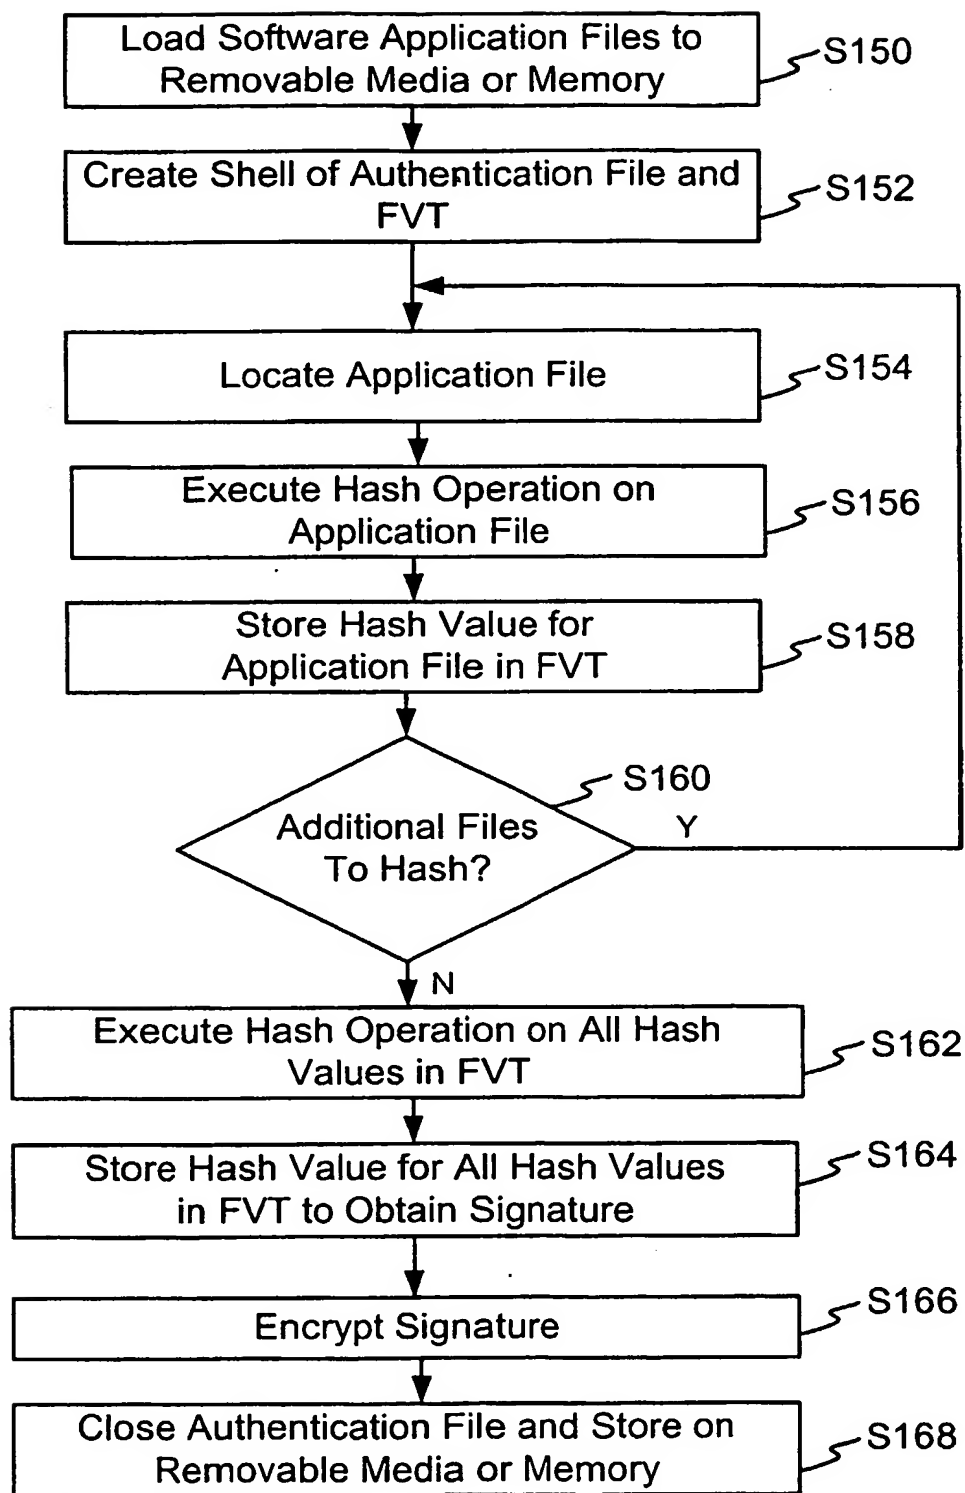 Load Software Application Files to
Removable Media or Memory
S150
Create Shell of Authentication File and
FVT
S152
Locate Application File
S154
Execute Hash Operation on
Application File
S156
Store Hash Value for
Application File in FVT
S158
S160
Additional Files
To Hash?
Y
N
Execute Hash Operation on All Hash
Values in FVT
S162
Store Hash Value for All Hash Values
in FVT to Obtain Signature
S164
Encrypt Signature
S166
Close Authentication File and Store on
Removable Media or Memory
S168